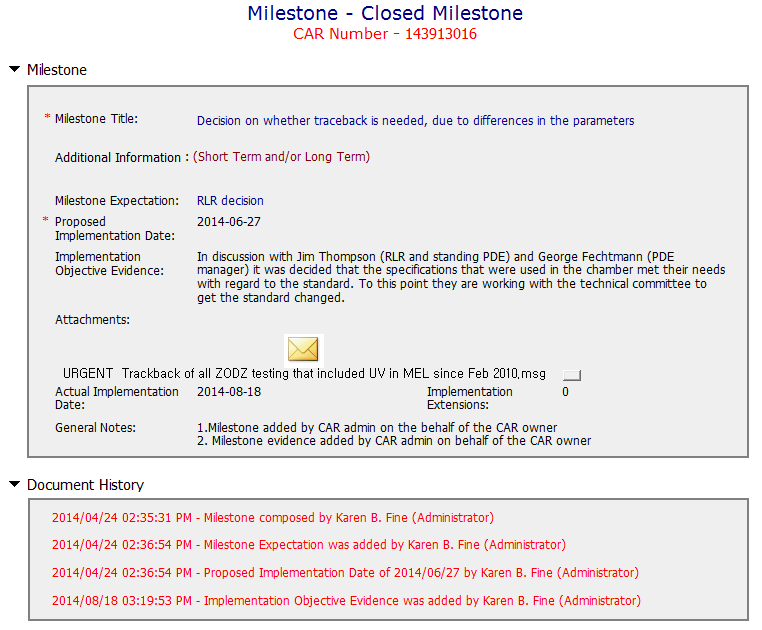 Milestone - Closed Milestone
CAR Number - 143913016
Milestone
* Milestone Title: Decision on whether traceback is needed, due to differences in the parameters
Additional Information : (Short Term and/or Long Term)
Milestone Expectation: RLR decision
* Proposed Implementation Date: 2014-06-27
Implementation Objective Evidence: In discussion with Jim Thompson (RLR and standing PDE) and George Fechtmann (PDE
manager) it was decided that the specifications that were used in the chamber met their needs
with regard to the standard. To this point they are working with the technical committee to
get the standard changed.
Attachments:
URGENT Trackback of all ZODZ testing that included UV in MEL since Feb 2010.msg
Actual Implementation Date: 2014-08-18 Implementation Extensions: 0
General Notes: 1.Milestone added by CAR admin on the behalf of the CAR owner
2. Milestone evidence added by CAR admin on behalf of the CAR owner
Document History
2014/04/24 02:35:31 PM - Milestone composed by Karen B. Fine (Administrator)
2014/04/24 02:36:54 PM - Milestone Expectation was added by Karen B. Fine (Administrator)
2014/04/24 02:36:54 PM - Proposed Implementation Date of 2014/06/27 by Karen B. Fine (Administrator)
2014/08/18 03:19:53 PM - Implementation Objective Evidence was added by Karen B. Fine (Administrator)